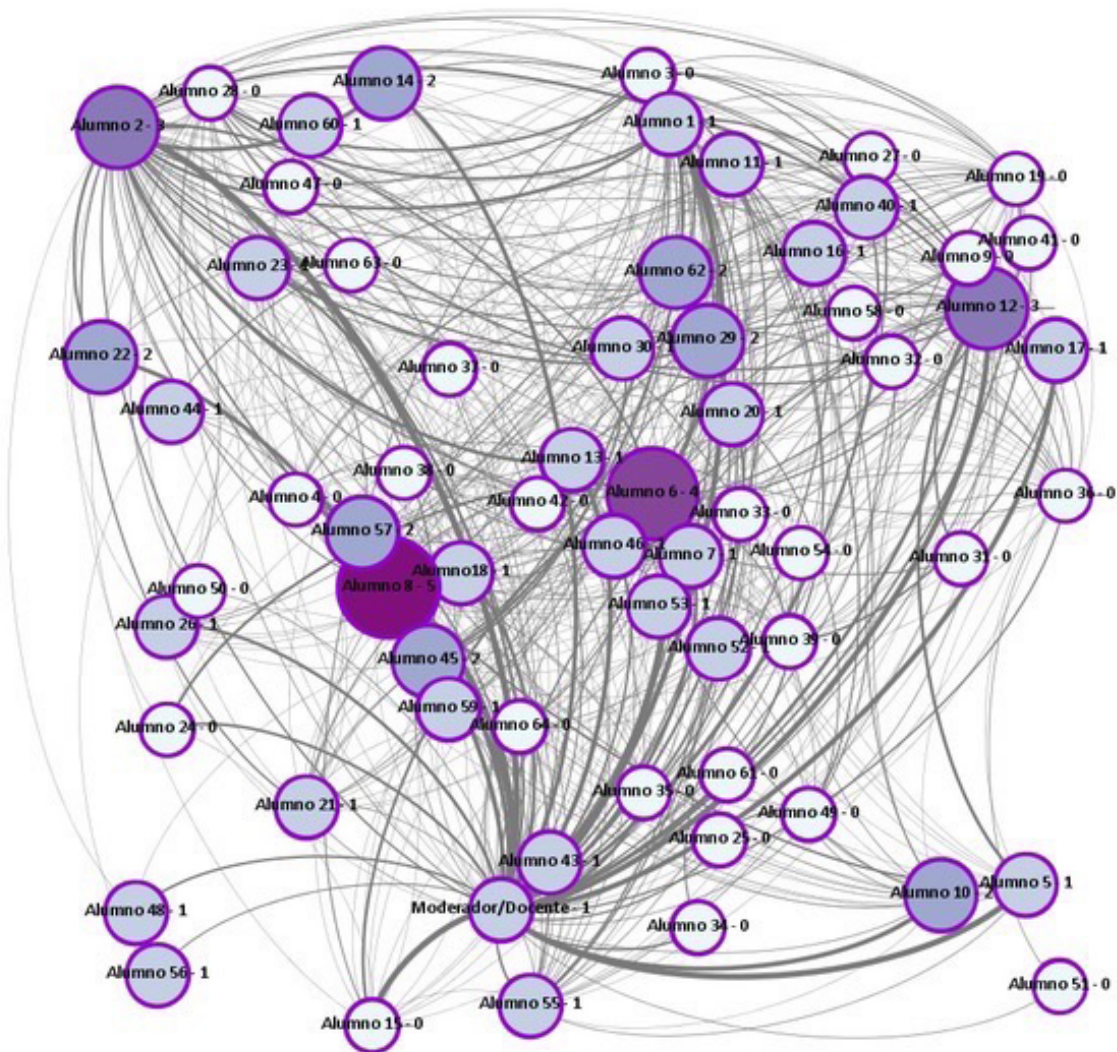 Alumno 3 - 0
Alumno 14 - 2
Alumno 28 - 0
Alumno 2 - 3
Alumno 60 - 1
Alumno 1 - 1
Alumno 27 - 0
Alumno 11 - 1
Alumno 19 - 0
Alumno 47 - 0
Alumno 40 - 1
Alumno 41 - 0
Alumno 16 - 1
Alumno 9 - 0
Alumno 63 - 0
Alumno 23 - 1
Alumno 62 - 2
Alumno 12 - 3
Alumno 58 - 0
Alumno 29 - 2
Alumno 30 - 1
Alumno 17 - 1
Alumno 22 - 2
Alumno 32 - 0
Alumno 37 - 0
Alumno 44 - 1
Alumno 20 - 1
Alumno 13 - 1
Alumno 38 - 0
Alumno 6 - 4
Alumno 36 - 0
Alumno 4 - 0
Alumno 42 - 0
Alumno 33 - 0
Alumno 57 - 2
Alumno 46 - 1
Alumno 54 - 0
Alumno 7 - 1
Alumno 31 - 0
Alumno18 - 1
Alumno 8 - 5
Alumno 50 - 0
Alumno 53 - 1
Alumno 26 - 1
Alumno 39 - 0
Alumno 52 - 1
Alumno 45 - 2
Alumno 59 - 1
Alumno 64 - 0
Alumno 24 - 0
Alumno 61 - 0
Alumno 35 - 0
Alumno 21 - 1
Alumno 49 - 0
Alumno 25 - 0
Alumno 43 - 1
Alumno 5 - 1
Alumno 10 - 2
Moderador/Docente - 1
Alumno 48 - 1
Alumno 34 - 0
Alumno 56 - 1
Alumno 51 - 0
Alumno 55 - 1
Alumno 15 - 0